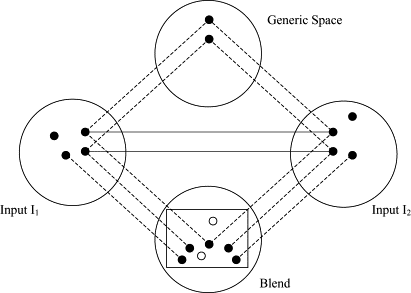 Generic Space
Input I₁
Input I₂
Blend